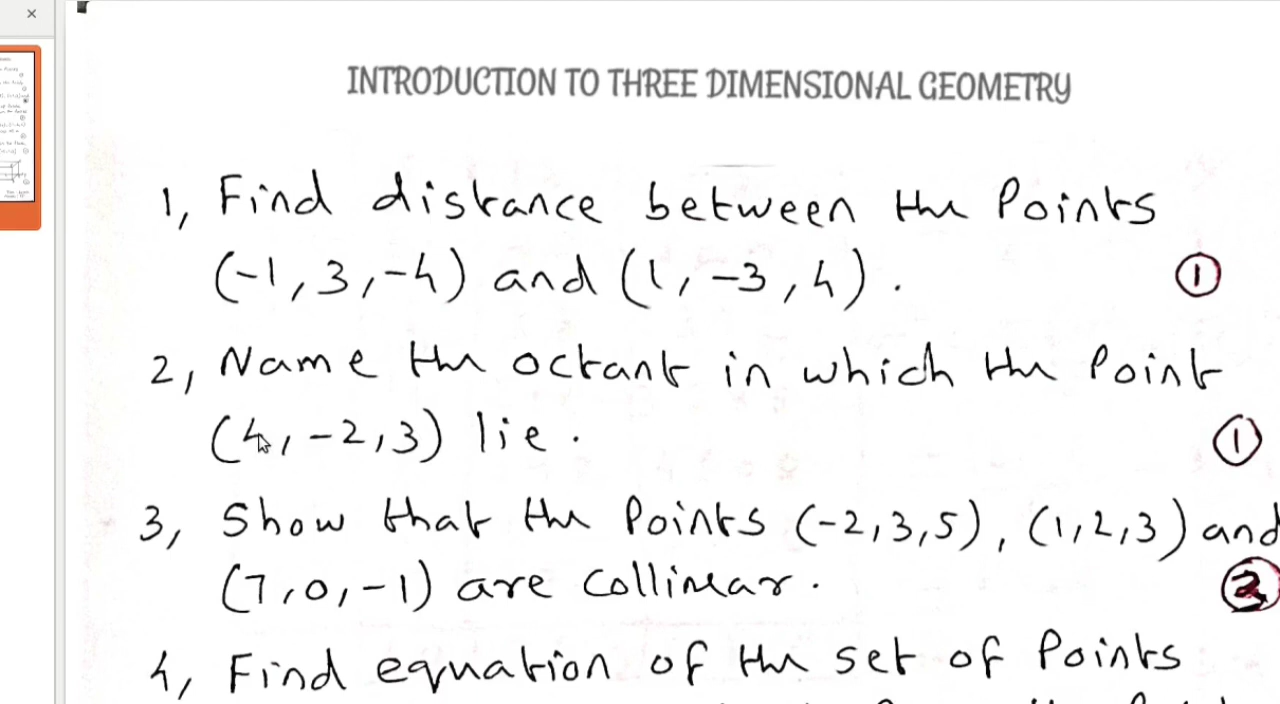 INTRODUCTION TO THREE DIMENSIONAL GEOMETRY
1, Find distance between the Points
(-1, 3, -4) and (1, -3, 4).
①
2, Name the octant in which the Point
(4, -2, 3) lie.
①
3, Show that the Points (-2, 3, 5), (1, 2, 3) and
(7, 0, -1) are Collinear.
②
4, Find equation of the set of Points